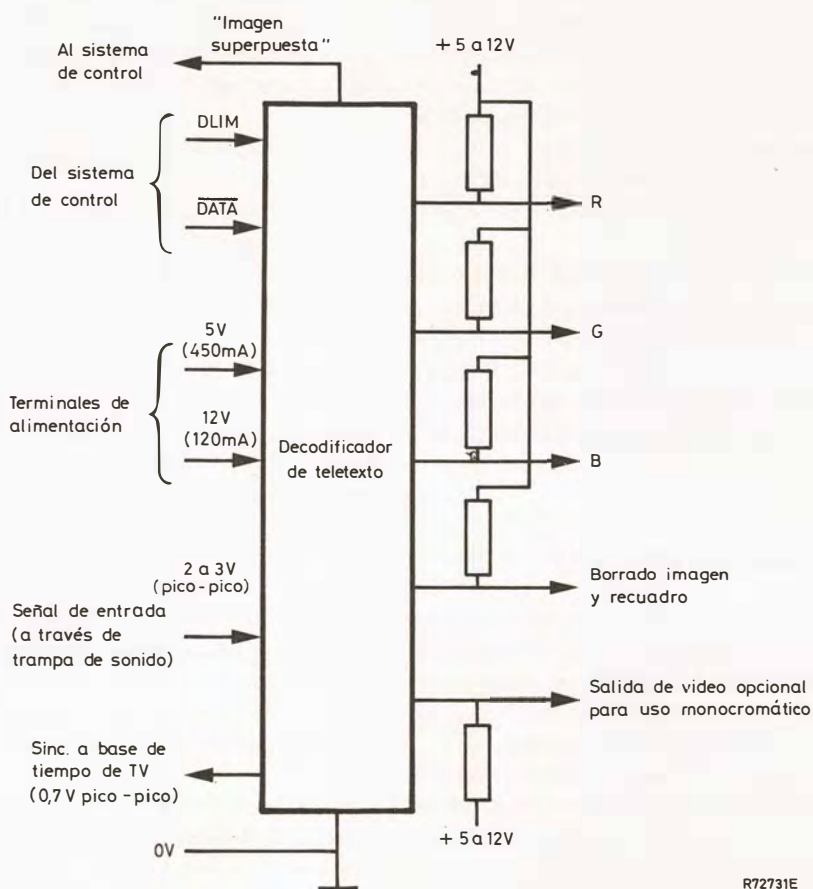 "Imagen
superpuesta"
Al sistema
de control
+ 5 a 12V
DLIM
Del sistema
de control
DATA
R
G
5V
(450mA)
Terminales de
alimentación
12V
(120mA)
Decodificador
de teletexto
B
2 a 3V
(pico-pico)
Borrado imagen
y recuadro
Señal de entrada
(a través de
trampa de sonido)
Salida de video opcional
para uso monocromático
Sinc. a base de
tiempo de TV
(0,7 V pico-pico)
+ 5 a 12V
0V
R72731E